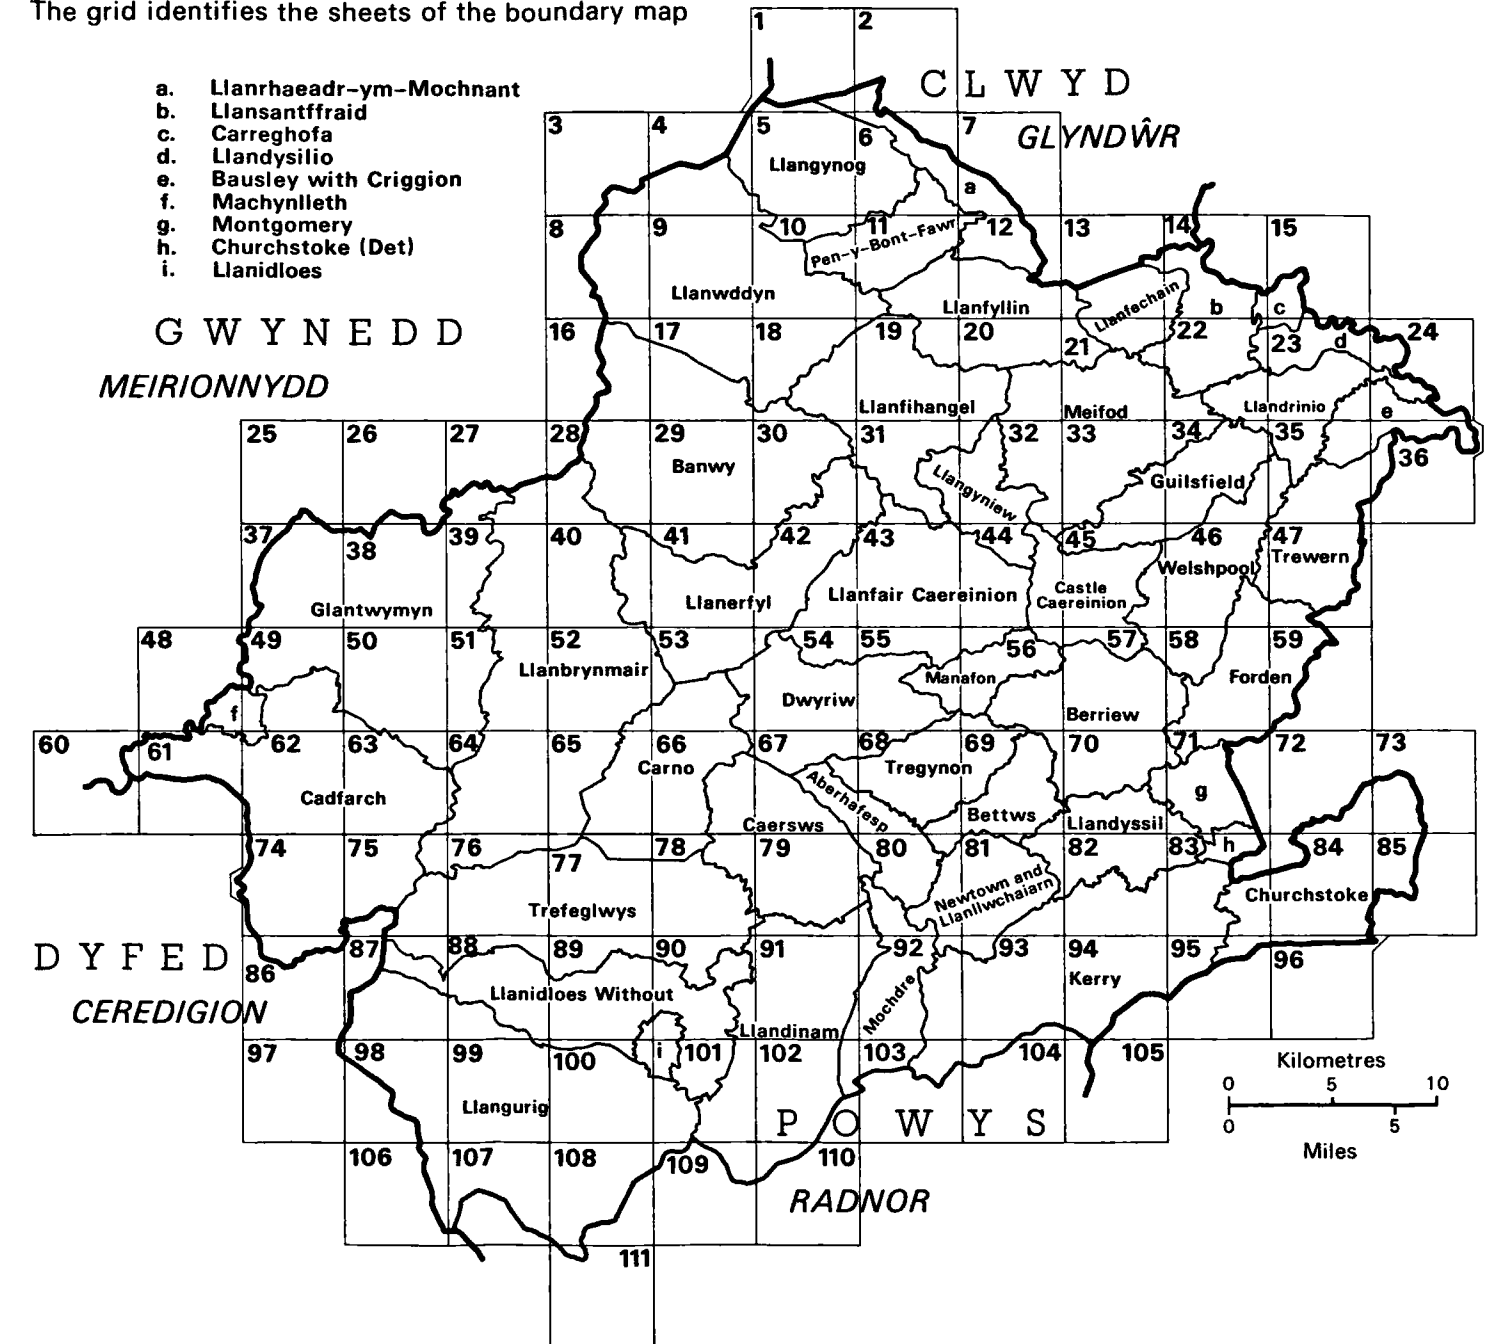 The grid identifies the sheets of the boundary map
a. Llanrhaeadr-ym-Mochnant
b. Llansantffraid
c. Carreghofa
d. Llandysilio
e. Bausley with Criggion
f. Machynlleth
g. Montgomery
h. Churchstoke (Det)
i. Llanidloes
1 2
CLWYD
GLYNDŴR
3 4 5 6 7
Llangynog
a
8 9 10 11 12 13 14 15
Pen-y-Bont-Fawr
Llanwddyn
Llanfyllin
Llanfechain
b
c
GWYNEDD
MEIRIONNYDD
16 17 18 19 20 21 22 23 24
d
Llanfihangel
Meifod
Llandrinio
e
25 26 27 28 29 30 31 32 33 34 35 36
Banwy
Llangyniew
Guilsfield
37 38 39 40 41 42 43 44 45 46 47
Trewern
Welshpool
Castle
Caereinion
Llanfair Caereinion
Llanerfyl
Glantwymyn
48 49 50 51 52 53 54 55 56 57 58 59
Llanbrynmair
Dwyriw
Manafon
Forden
f
Berriew
60 61 62 63 64 65 66 67 68 69 70 71 72 73
Carno
Tregynon
Aberhafesp
Cadfarch
g
Caersws
Bettws
Llandyssil
74 75 76 77 78 79 80 81 82 83 84 85
h
Newtown and
Llanllwchaiarn
Churchstoke
Trefeglwys
DYFED
CEREDIGION
86 87 88 89 90 91 92 93 94 95 96
Llanidloes Without
Mochdre
Kerry
Llandinam
97 98 99 100 i 101 102 103 104 105
Llangurig
POWYS
Kilometres
0 5 10
0 5
Miles
106 107 108 109 110
RADNOR
111